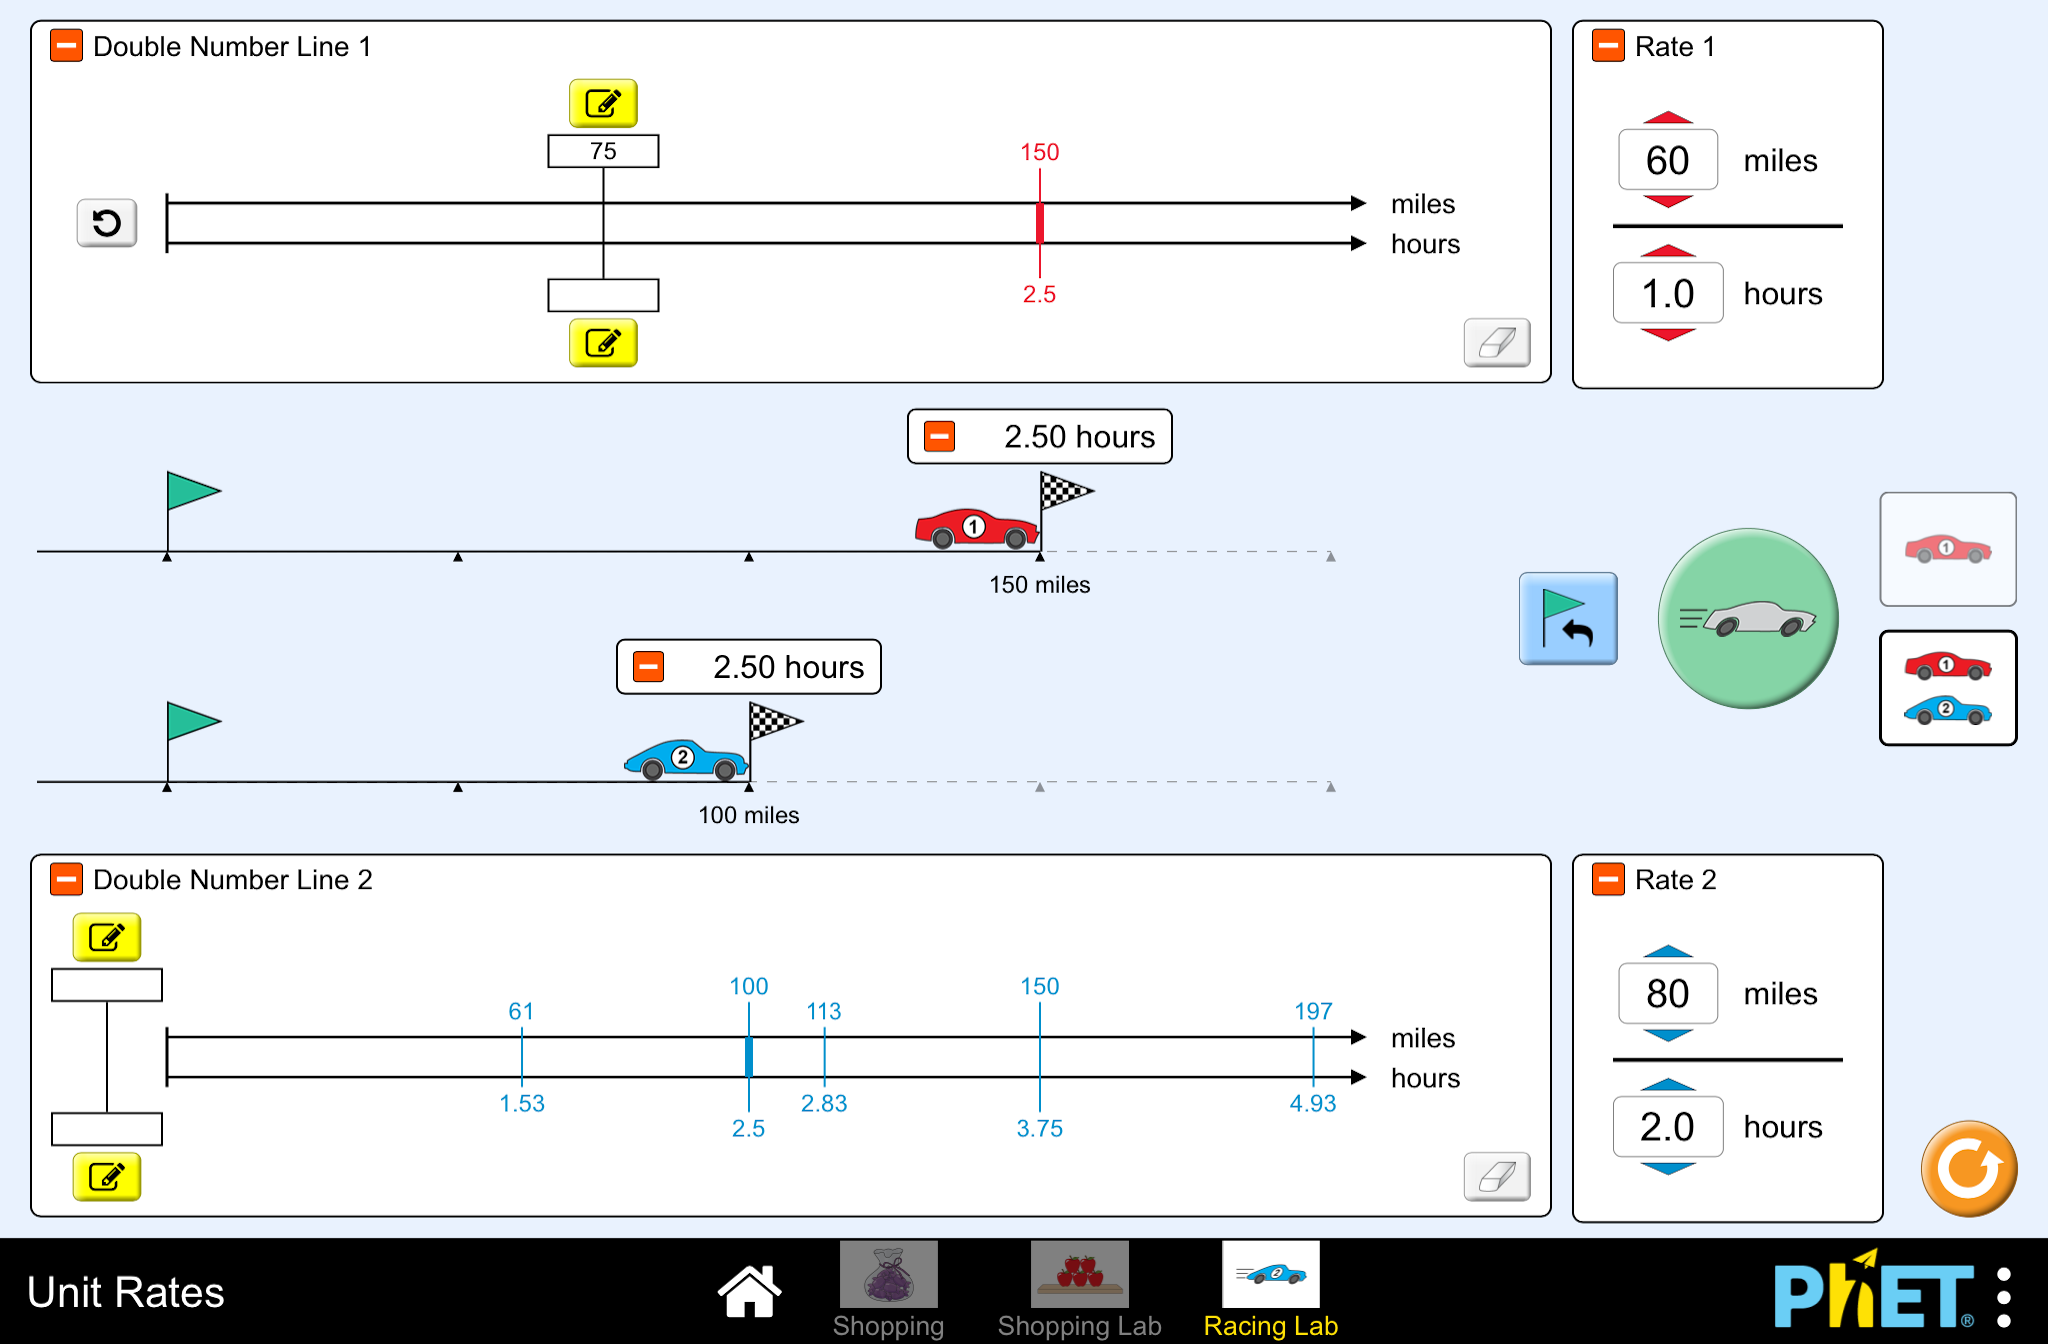 Double Number Line 1
75
150
miles
hours
2.5
Rate 1
60 miles
1.0 hours
2.50 hours
1
150 miles
2.50 hours
2
100 miles
1
1
2
Double Number Line 2
61 100 113 150 197
miles
hours
1.53 2.5 2.83 3.75 4.93
Rate 2
80 miles
2.0 hours
Unit Rates
Shopping
Shopping Lab
2
Racing Lab
PhET®